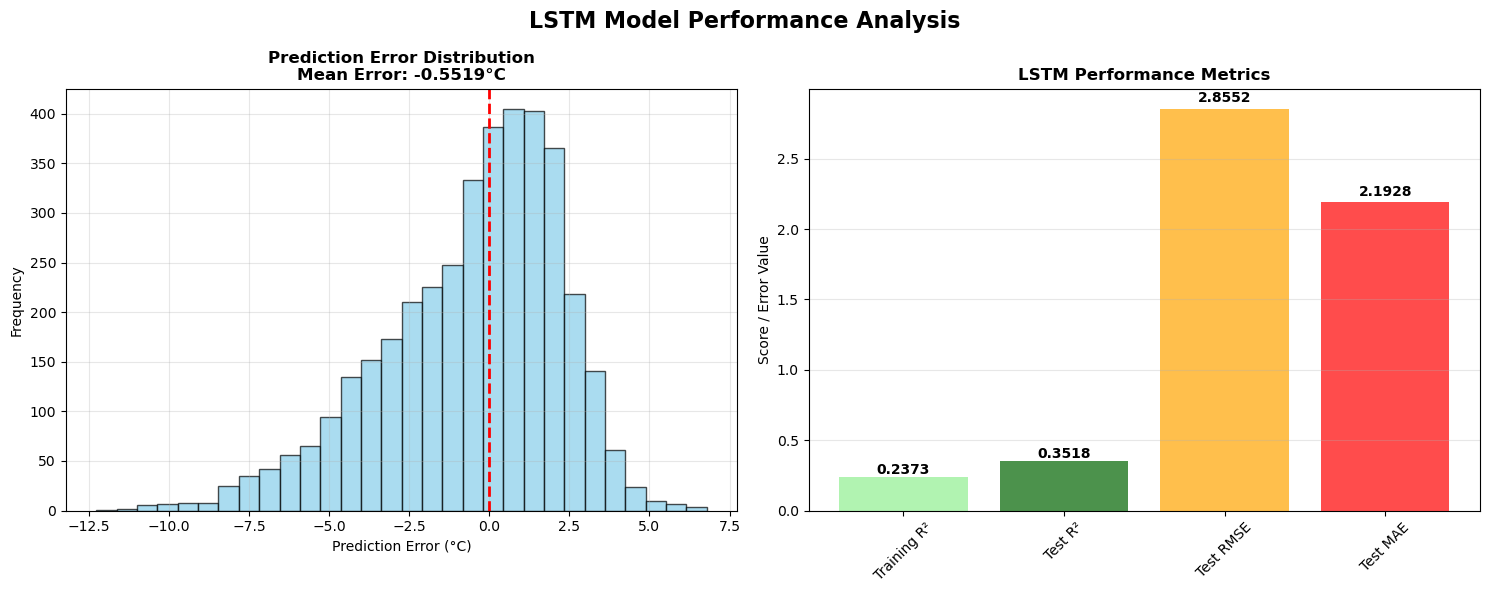 LSTM Model Performance Analysis
Prediction Error Distribution
Mean Error: -0.5519°C
Frequency
400
350
300
250
200
150
100
50
0
−12.5 −10.0 −7.5 −5.0 −2.5 0.0 2.5 5.0 7.5
Prediction Error (°C)
LSTM Performance Metrics
Score / Error Value
2.5
2.0
1.5
1.0
0.5
0.0
0.2373
0.3518
2.8552
2.1928
Training R²
Test R²
Test RMSE
Test MAE